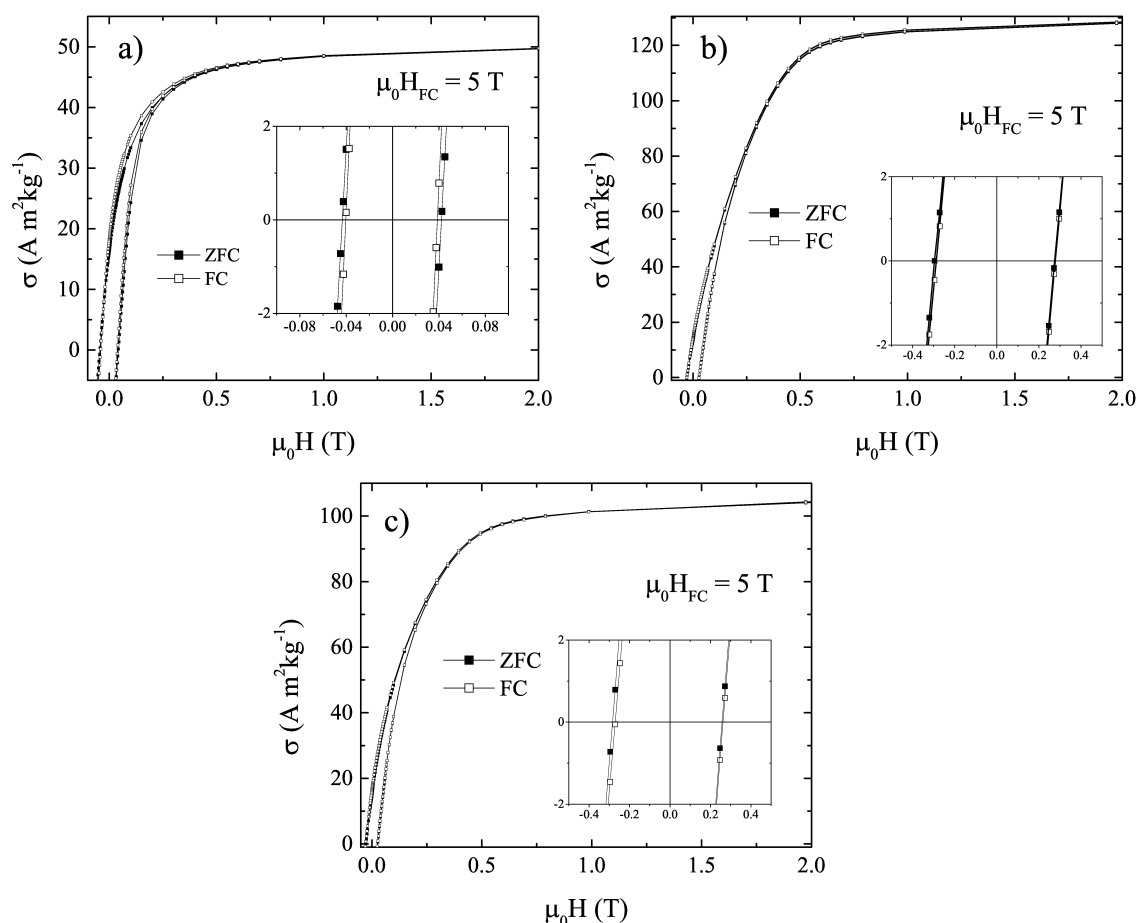 a)
μ₀H_FC = 5 T
ZFC
FC
σ (A m²kg⁻¹)
50
40
30
20
10
0
2
0
-2
-0.08 -0.04 0.00 0.04 0.08
0.0 0.5 1.0 1.5 2.0
μ₀H (T)
b)
μ₀H_FC = 5 T
ZFC
FC
σ (A m²kg⁻¹)
120
100
80
60
40
20
0
2
0
-2
-0.4 -0.2 0.0 0.2 0.4
0.0 0.5 1.0 1.5 2.0
μ₀H (T)
c)
μ₀H_FC = 5 T
ZFC
FC
σ (A m²kg⁻¹)
100
80
60
40
20
0
2
0
-2
-0.4 -0.2 0.0 0.2 0.4
0.0 0.5 1.0 1.5 2.0
μ₀H (T)